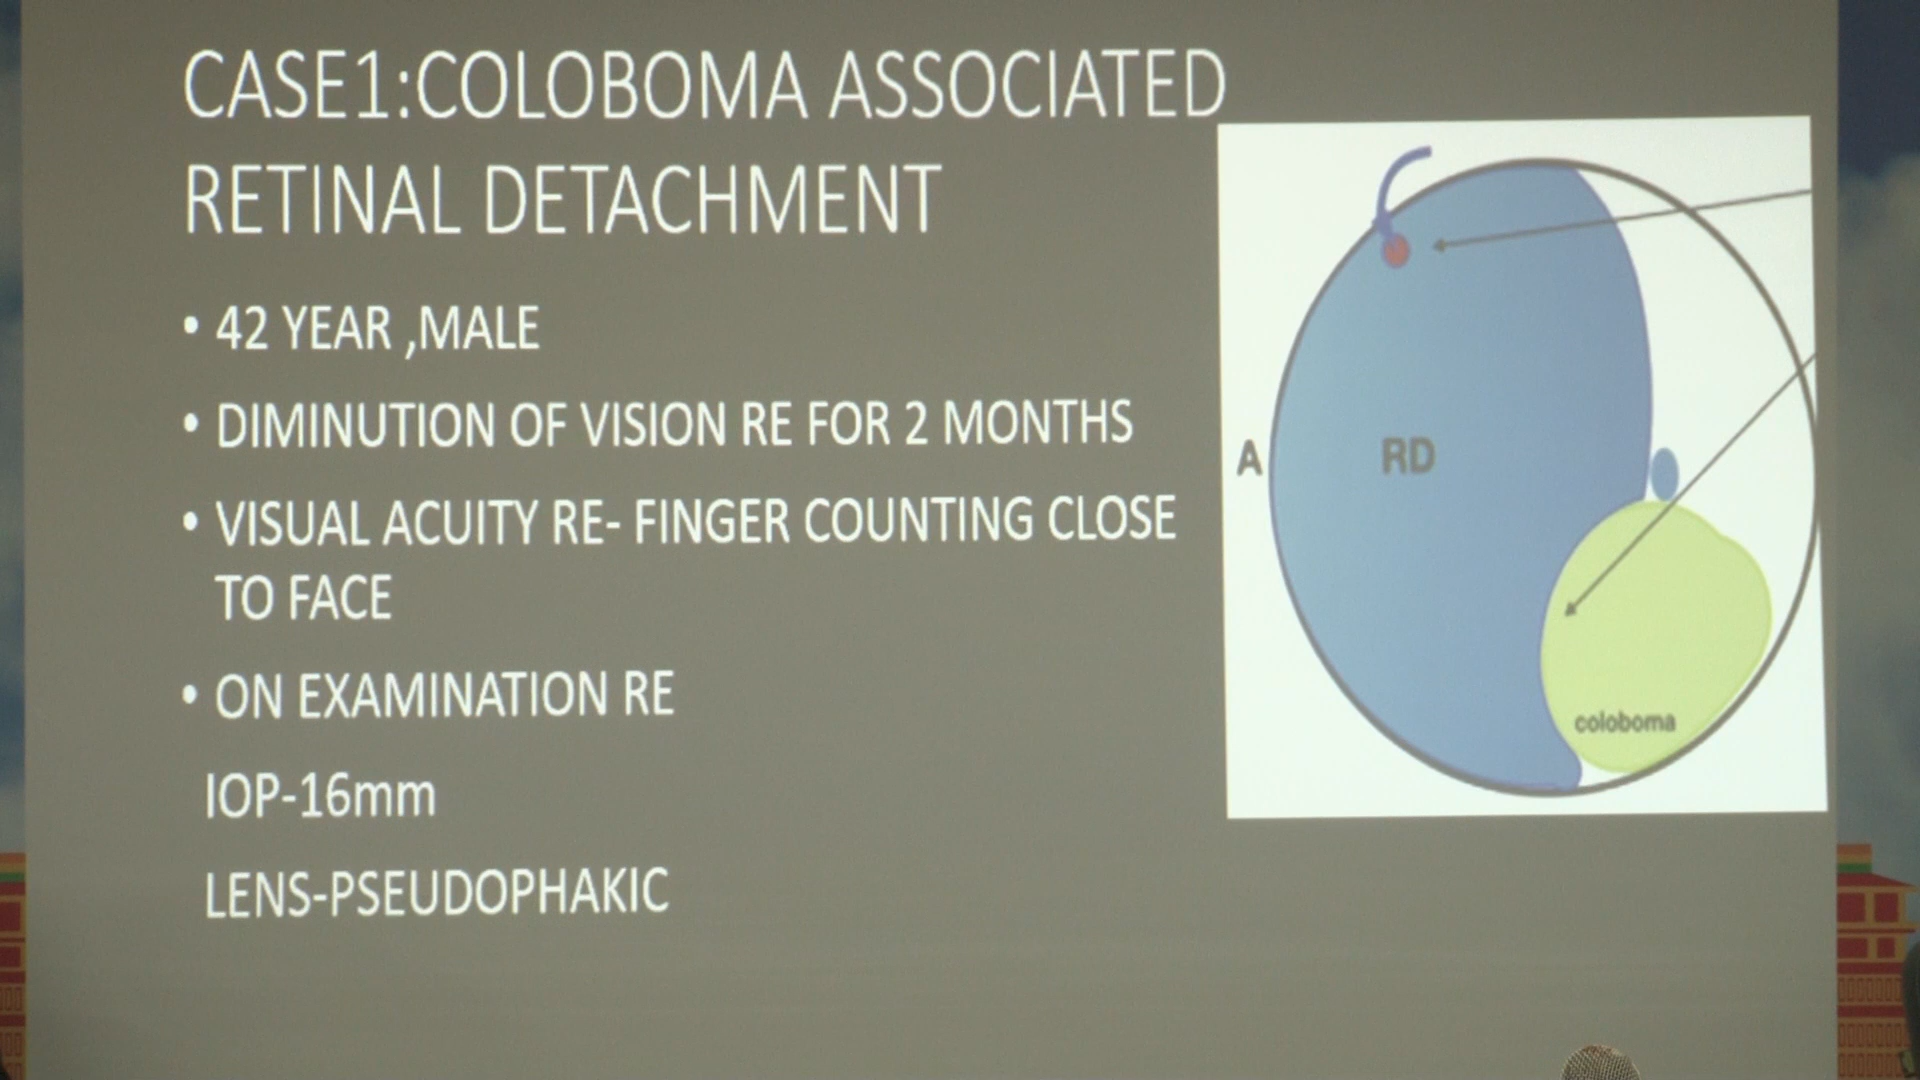 CASE1:COLOBOMA ASSOCIATED
RETINAL DETACHMENT
• 42 YEAR ,MALE
• DIMINUTION OF VISION RE FOR 2 MONTHS
• VISUAL ACUITY RE- FINGER COUNTING CLOSE
TO FACE
• ON EXAMINATION RE
IOP-16mm
LENS-PSEUDOPHAKIC
A
RD
coloboma